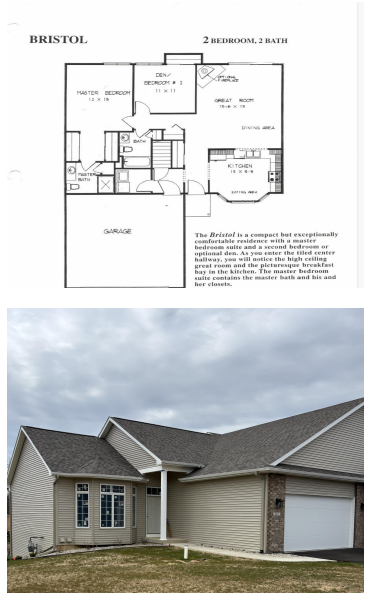 BRISTOL
2 BEDROOM, 2 BATH
DEN/
BEDROOM # 2
11 X 11
OPTIONAL
FIREPLACE
MASTER BEDROOM
12 X 15
GREAT ROOM
DINING AREA
BATH
KITCHEN
MASTER
BATH
EATING AREA
GARAGE
The Bristol is a compact but exceptionally
comfortable residence with a master
bedroom suite and a second bedroom or
optional den. As you enter the tiled center
hallway, you will notice the high ceiling
great room and the picturesque breakfast
bay in the kitchen. The master bedroom
suite contains the master bath and his and
her closets.